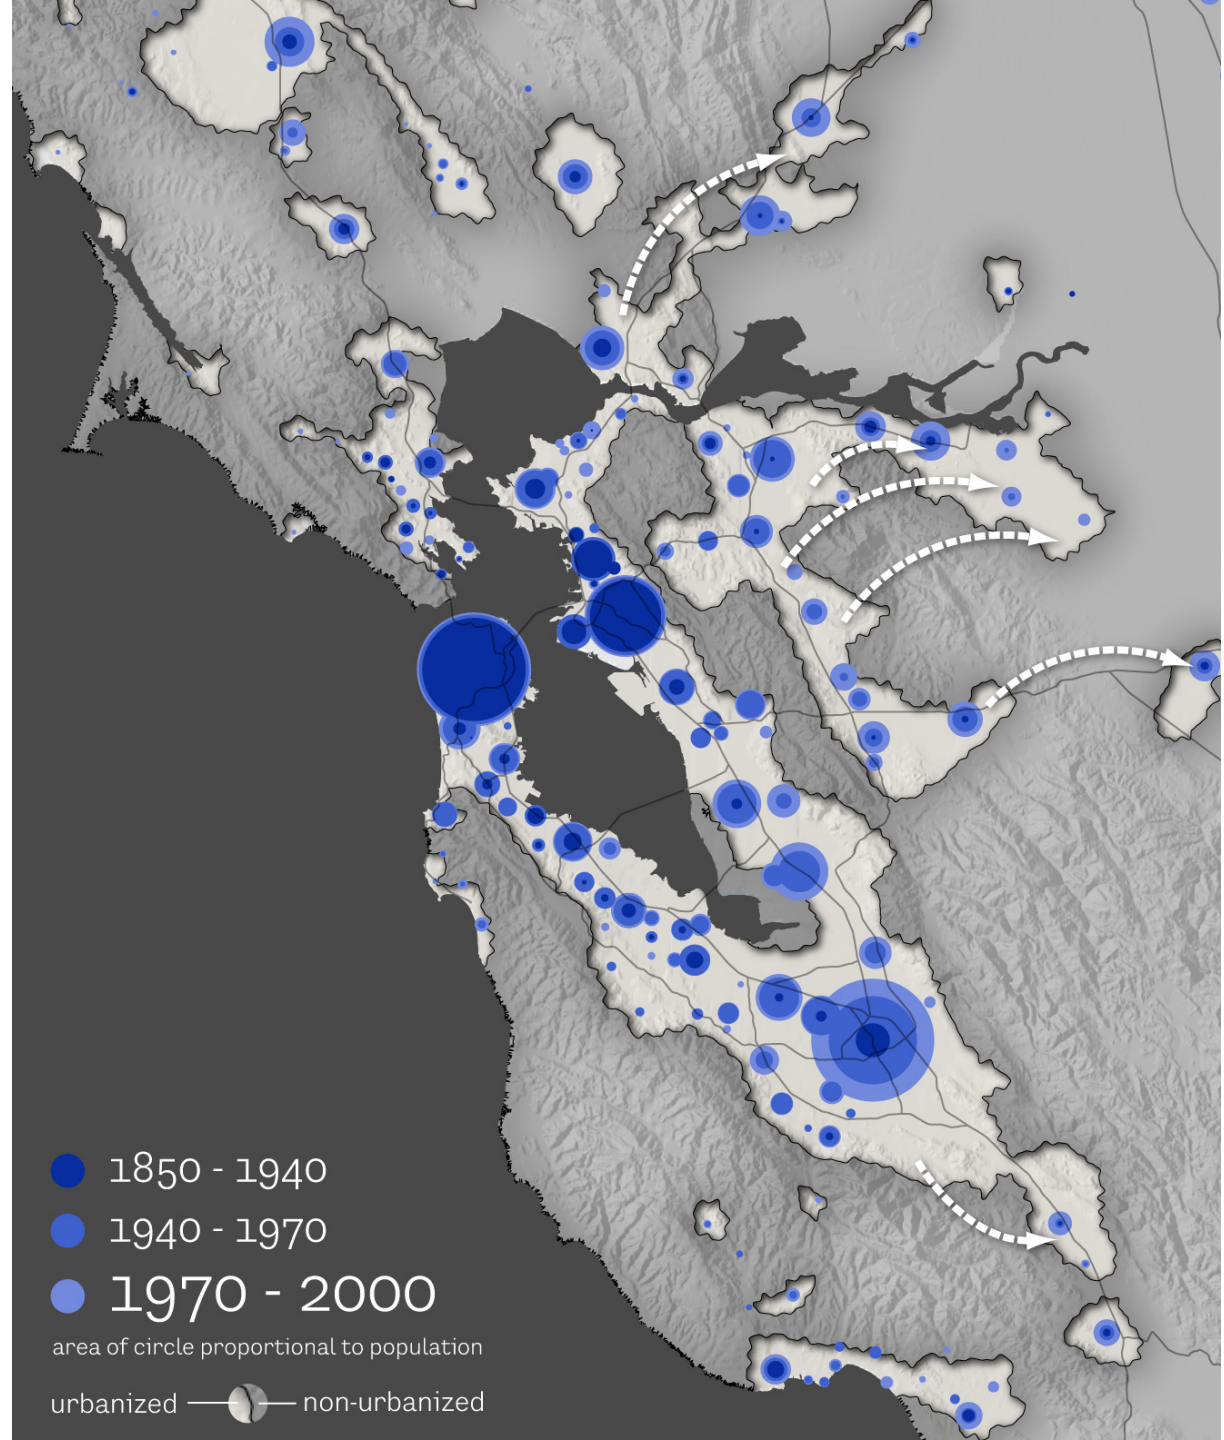 1850 - 1940
1940 - 1970
1970 - 2000
area of circle proportional to population
urbanized
non-urbanized